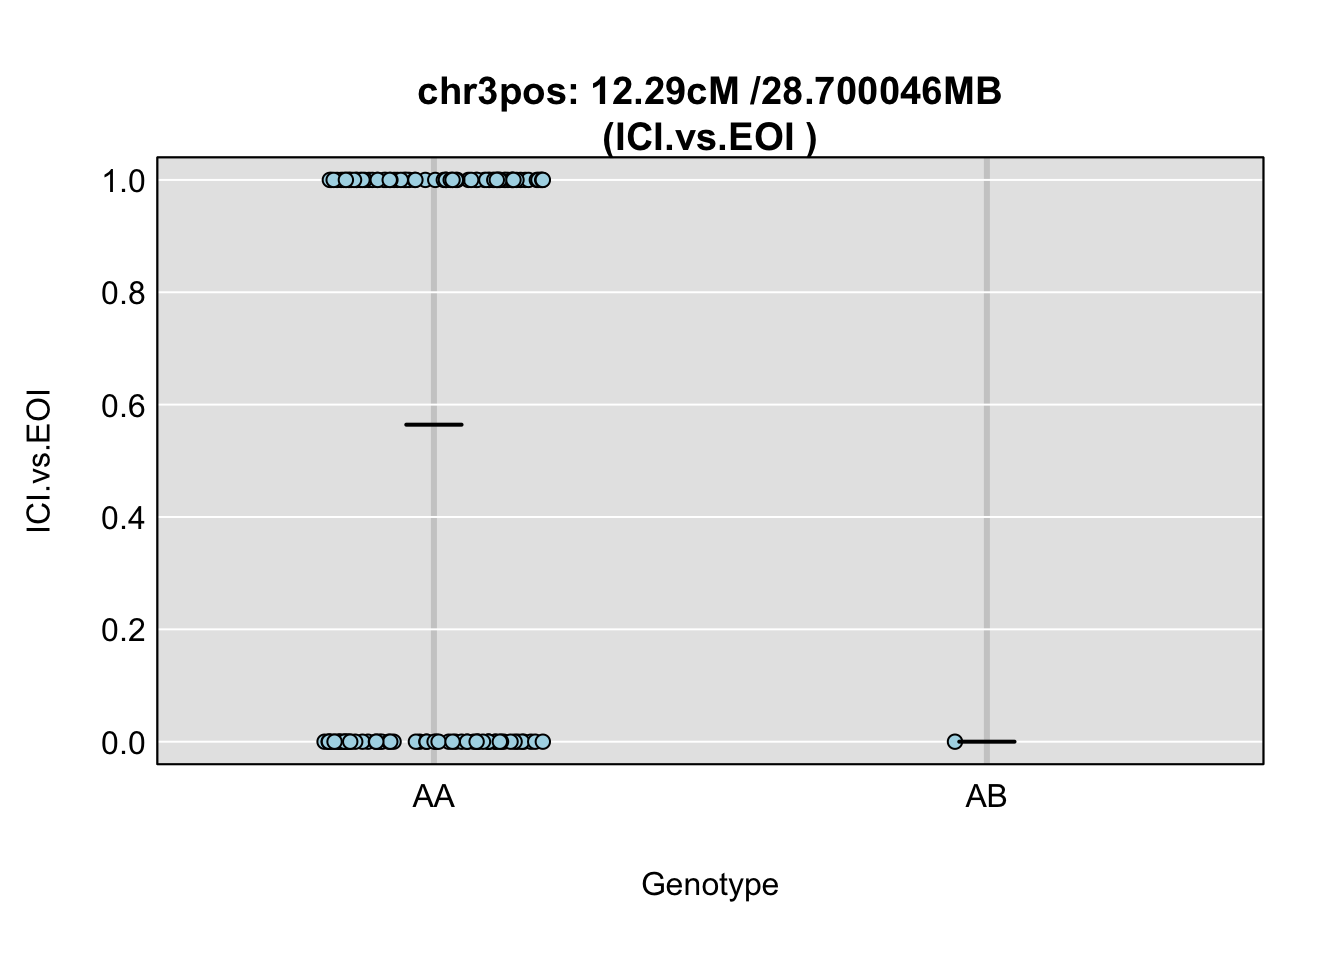 chr3pos: 12.29cM /28.700046MB
(ICI.vs.EOI )
1.0
0.8
0.6
0.4
0.2
0.0
ICI.vs.EOI
AA
AB
Genotype